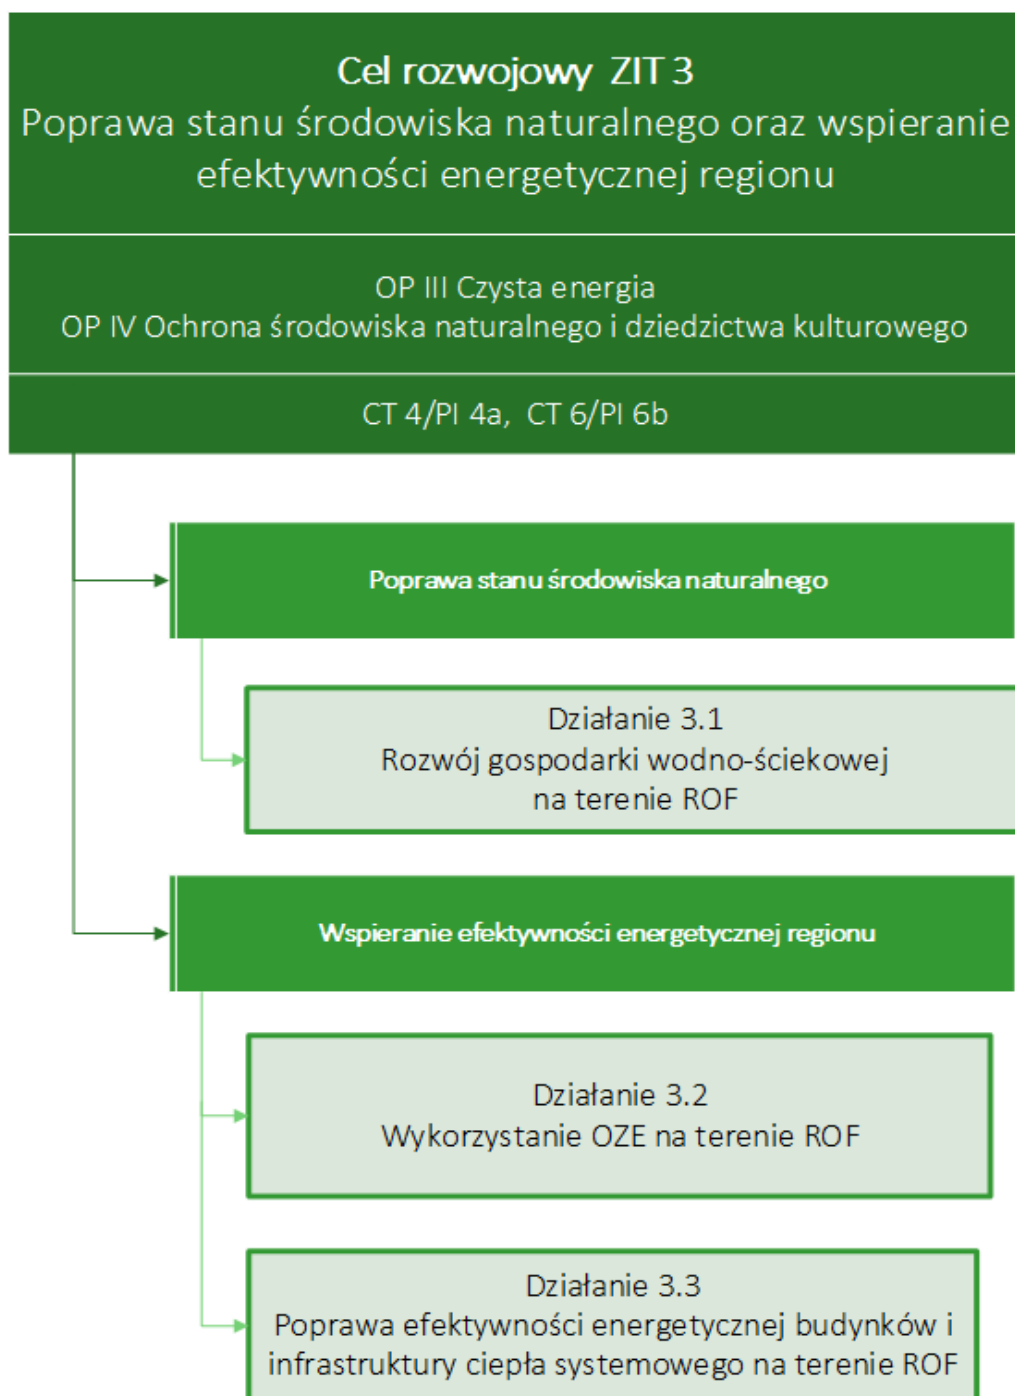 Cel rozwojowy ZIT 3
Poprawa stanu środowiska naturalnego oraz wspieranie
efektywności energetycznej regionu
OP III Czysta energia
OP IV Ochrona środowiska naturalnego i dziedzictwa kulturowego
CT 4/PI 4a, CT 6/PI 6b
Poprawa stanu środowiska naturalnego
Działanie 3.1
Rozwój gospodarki wodno-ściekowej
na terenie ROF
Wspieranie efektywności energetycznej regionu
Działanie 3.2
Wykorzystanie OZE na terenie ROF
Działanie 3.3
Poprawa efektywności energetycznej budynków i
infrastruktury ciepła systemowego na terenie ROF